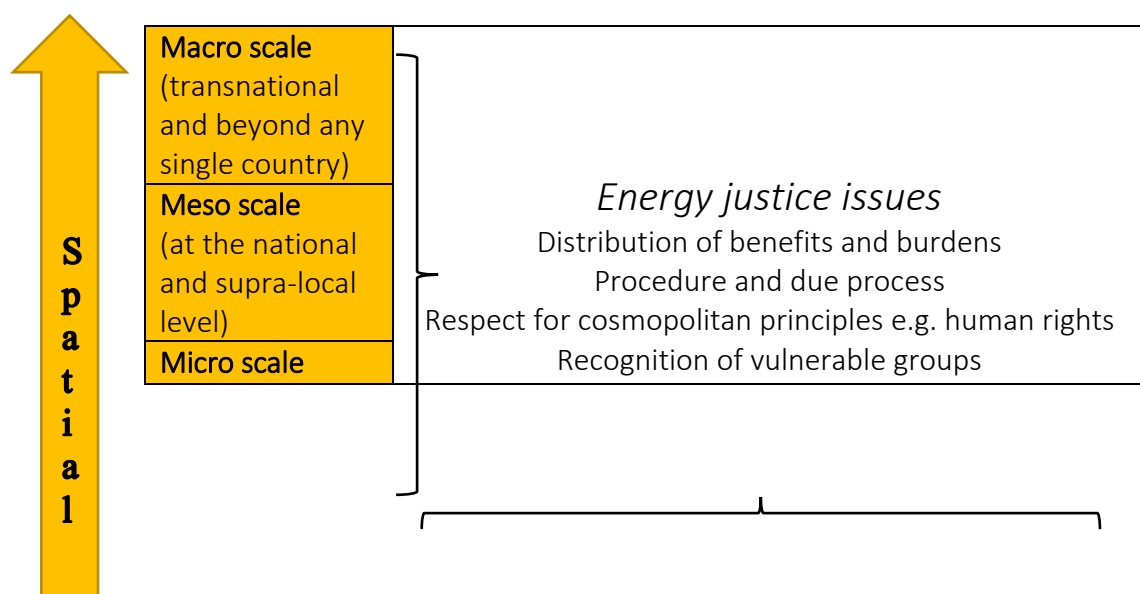 Spatial
Macro scale
(transnational
and beyond any
single country)
Meso scale
(at the national
and supra-local
level)
Micro scale
Energy justice issues
Distribution of benefits and burdens
Procedure and due process
Respect for cosmopolitan principles e.g. human rights
Recognition of vulnerable groups